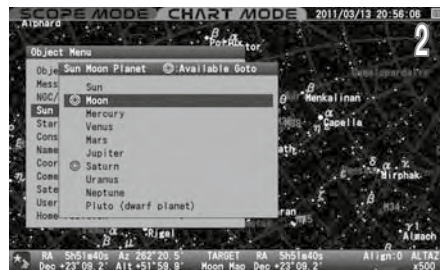 SCOPE MODE CHART MODE 2011/03/13 20:56:06
Alphard
2
Object Menu
Sun Moon Planet ◎:Available Goto
Obje
Mess
NGC/
Sun
Star
Cons
Name
Coor
Come
Sate
User
Home
Sun
◎ Moon
Mercury
Venus
Mars
Jupiter
◎ Saturn
Uranus
Neptune
Pluto (dwarf planet)
β
α
θ
β
Menkalinan
α
Capella
η
δ
α
Mirphak
M34
γ1
Almach
β
Rigel
RA 5h51m40s Az 262°20.5' TARGET RA 5h51m40s Align:0 ALTAZ
Dec +23°09.2' Alt +51°59.9' Moon Map Dec +23°09.2' x500